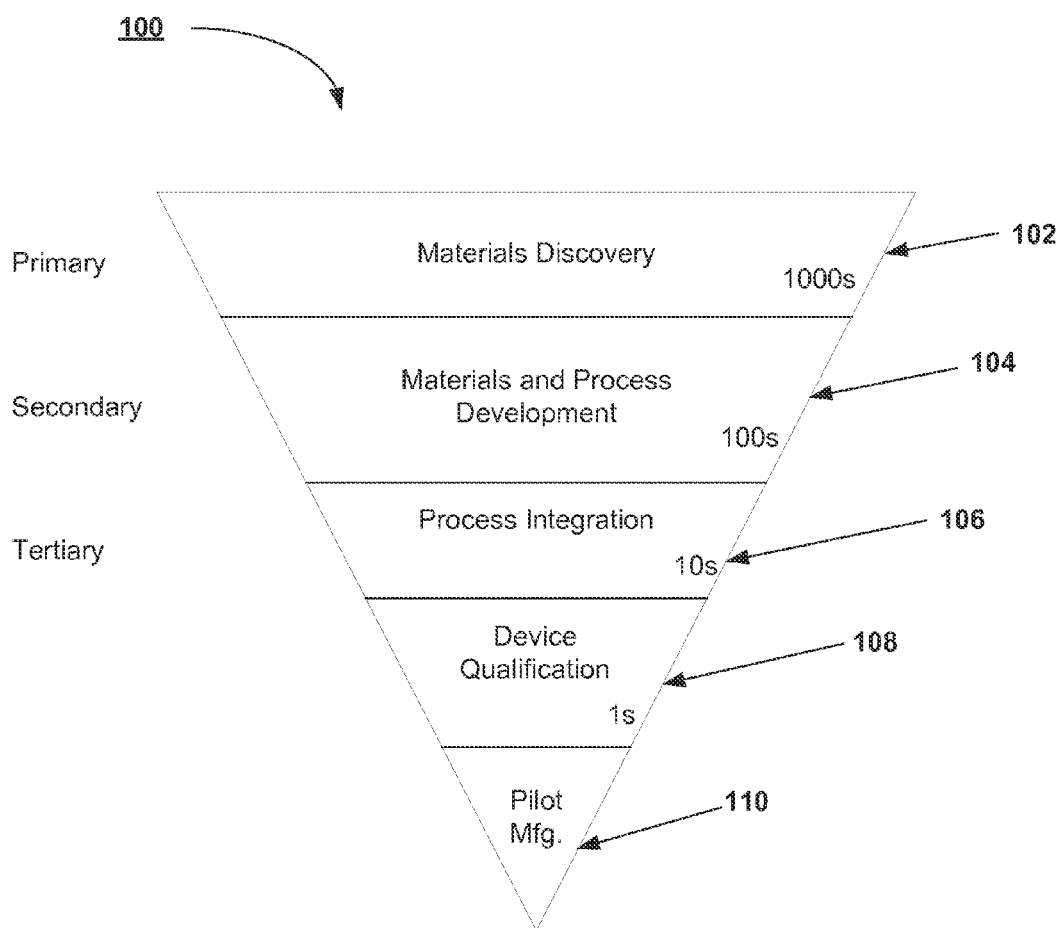 100
102
Primary
Materials Discovery
1000s
104
Secondary
Materials and Process
Development
100s
106
Process Integration
Tertiary
10s
108
Device
Qualification
1s
110
Pilot
Mfg.